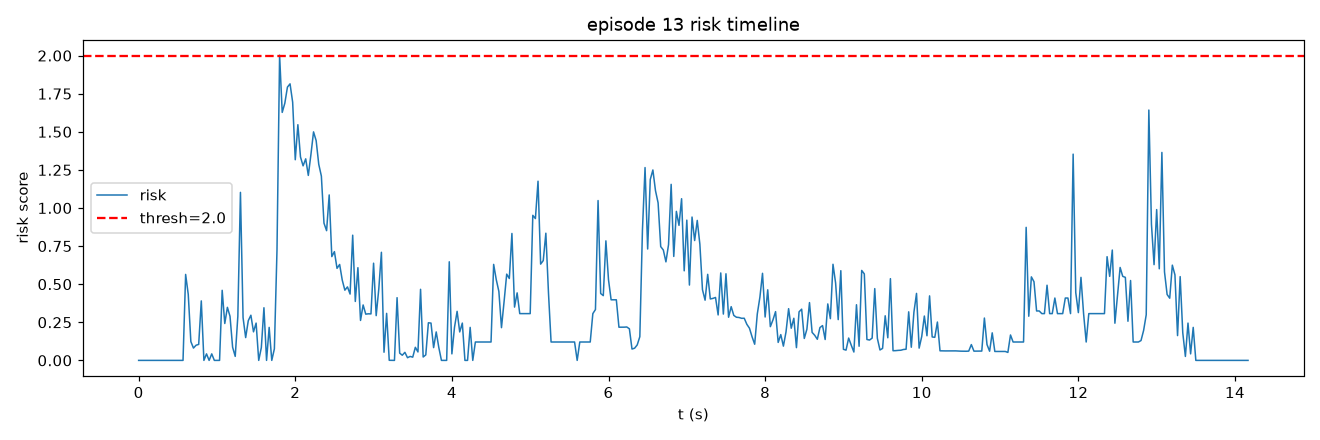 episode 13 risk timeline
risk score
2.00
1.75
1.50
1.25
1.00
0.75
0.50
0.25
0.00
risk
thresh=2.0
0 2 4 6 8 10 12 14
t (s)